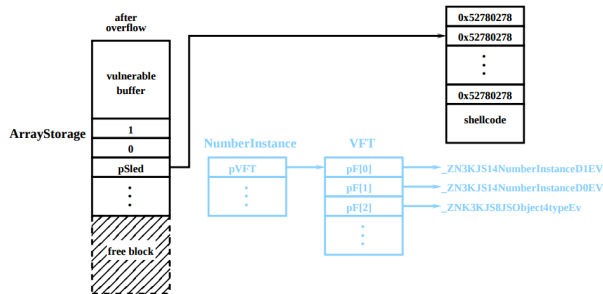 after
overflow
vulnerable
buffer
ArrayStorage
1
0
pSled
free block
NumberInstance
pVFT
VFT
pF[0]
pF[1]
pF[2]
_ZN3KJS14NumberInstanceD1EV
_ZN3KJS14NumberInstanceD0EV
_ZNK3KJS8JSObject4typeEv
0x52780278
0x52780278
0x52780278
shellcode